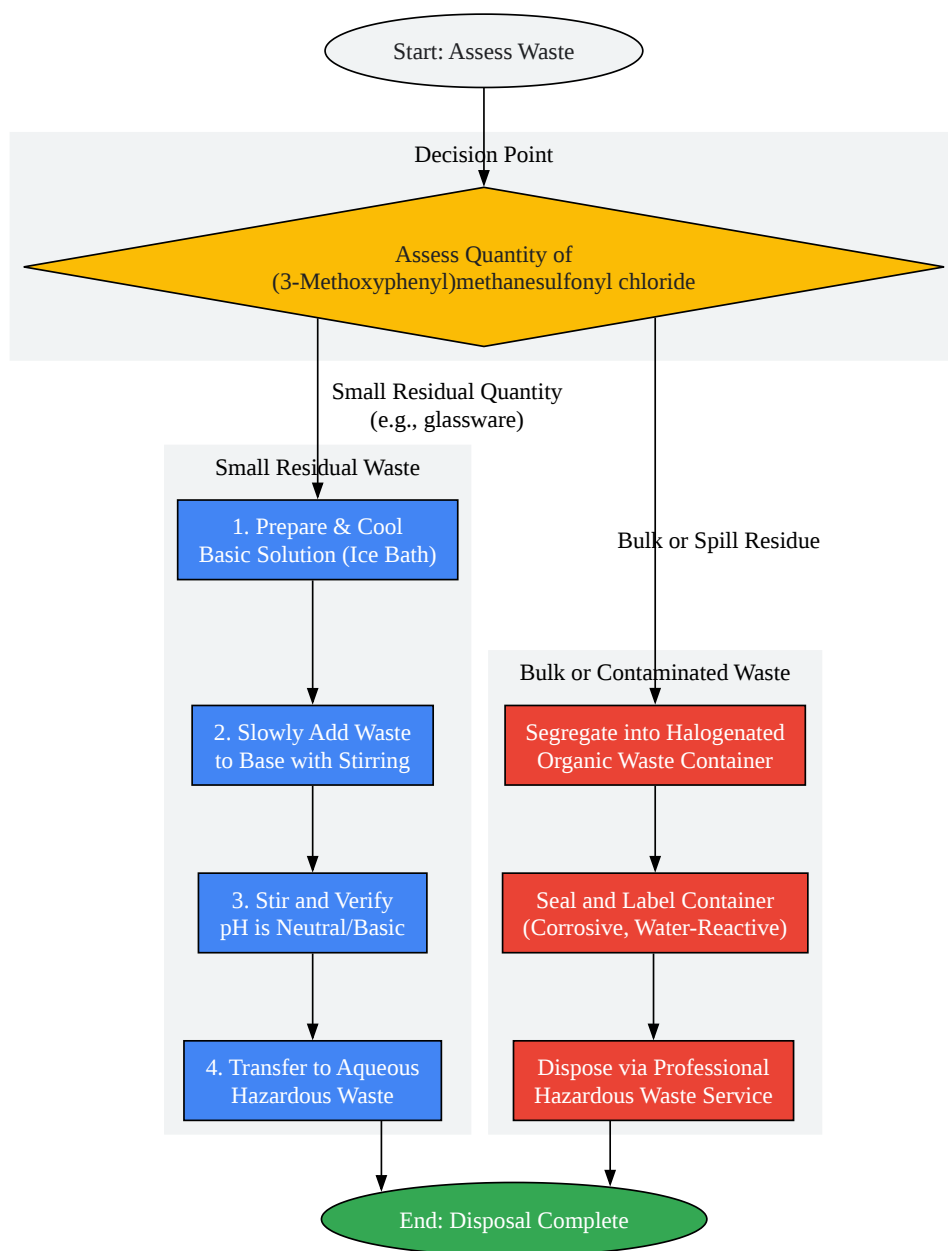 Start: Assess Waste
Decision Point
Assess Quantity of
(3-Methoxyphenyl)methanesulfonyl chloride
Small Residual Quantity
(e.g., glassware)
Small Residual Waste
1. Prepare & Cool
Basic Solution (Ice Bath)
2. Slowly Add Waste
to Base with Stirring
3. Stir and Verify
pH is Neutral/Basic
4. Transfer to Aqueous
Hazardous Waste
Bulk or Spill Residue
Bulk or Contaminated Waste
Segregate into Halogenated
Organic Waste Container
Seal and Label Container
(Corrosive, Water-Reactive)
Dispose via Professional
Hazardous Waste Service
End: Disposal Complete